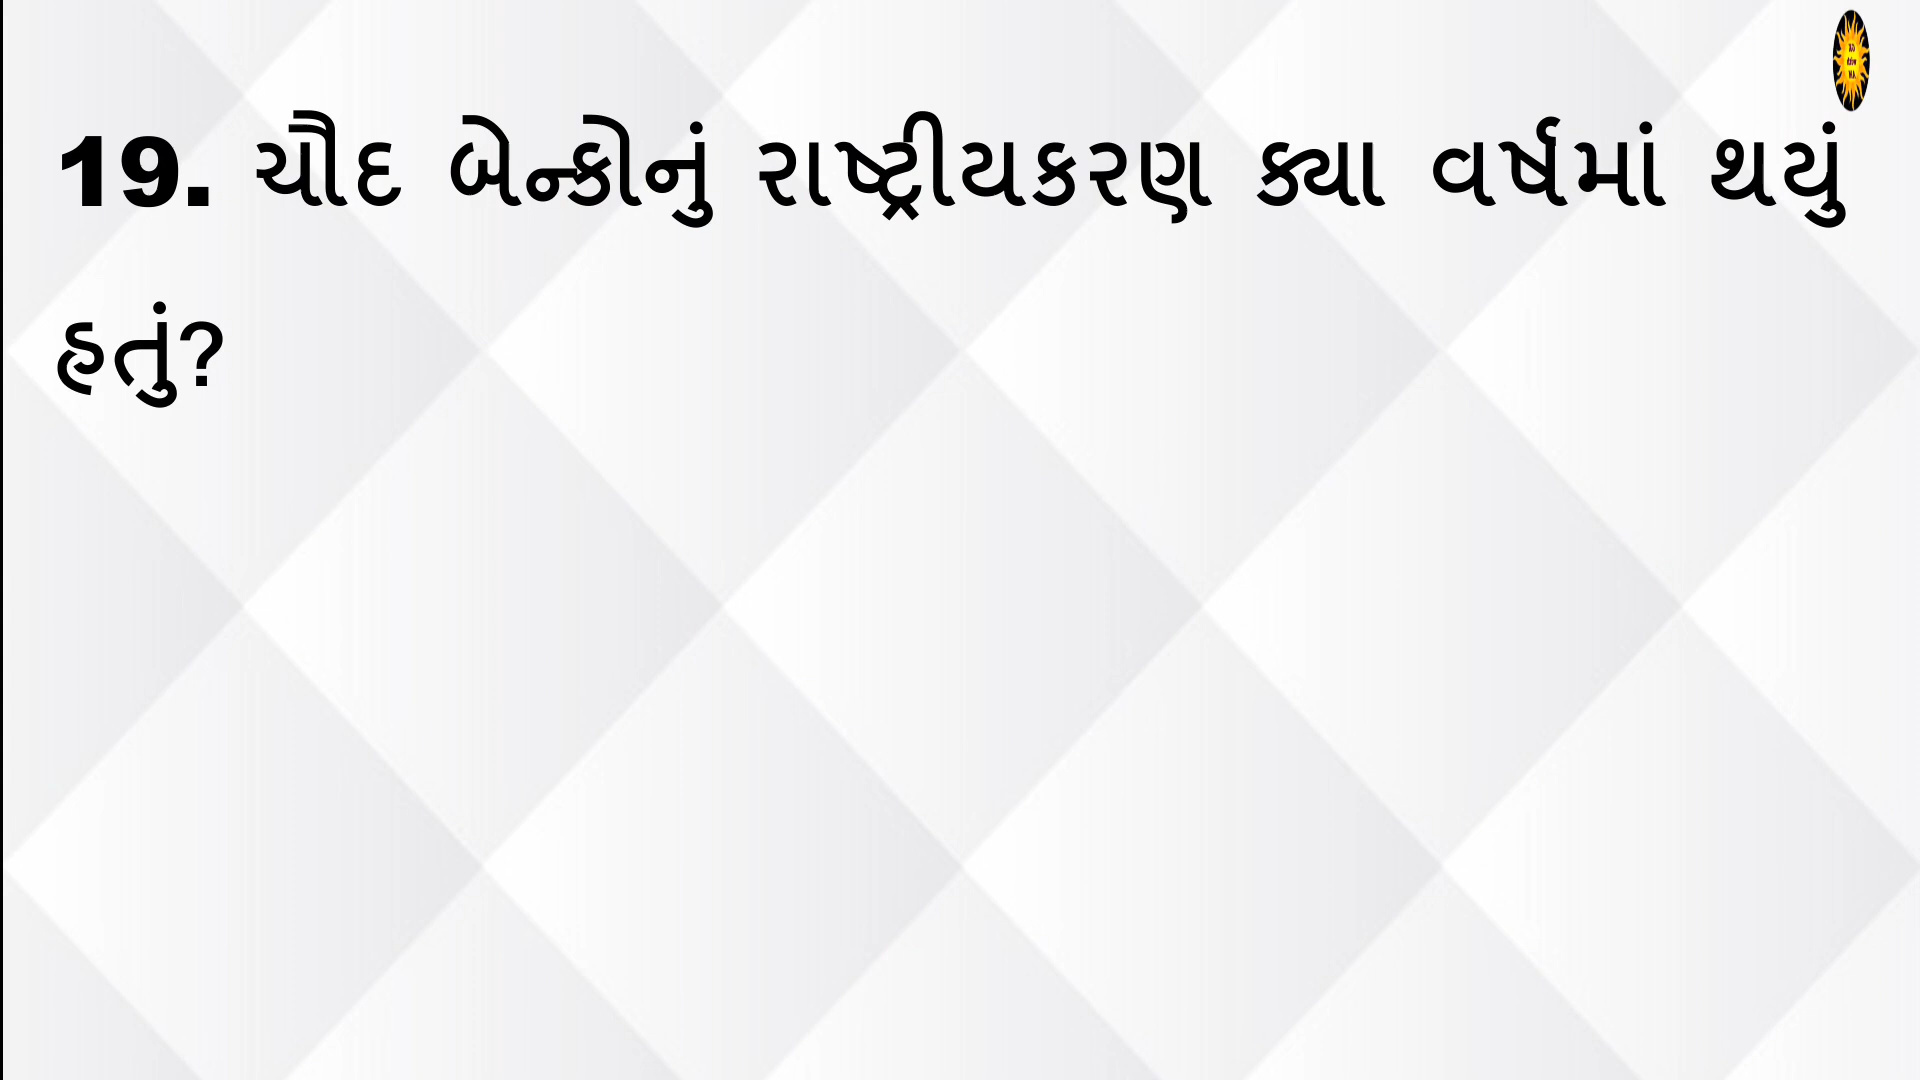 19. ચૌદ બેન્કોનું રાષ્ટ્રીયકરણ ક્યા વર્ષમાં થયું
હતું?